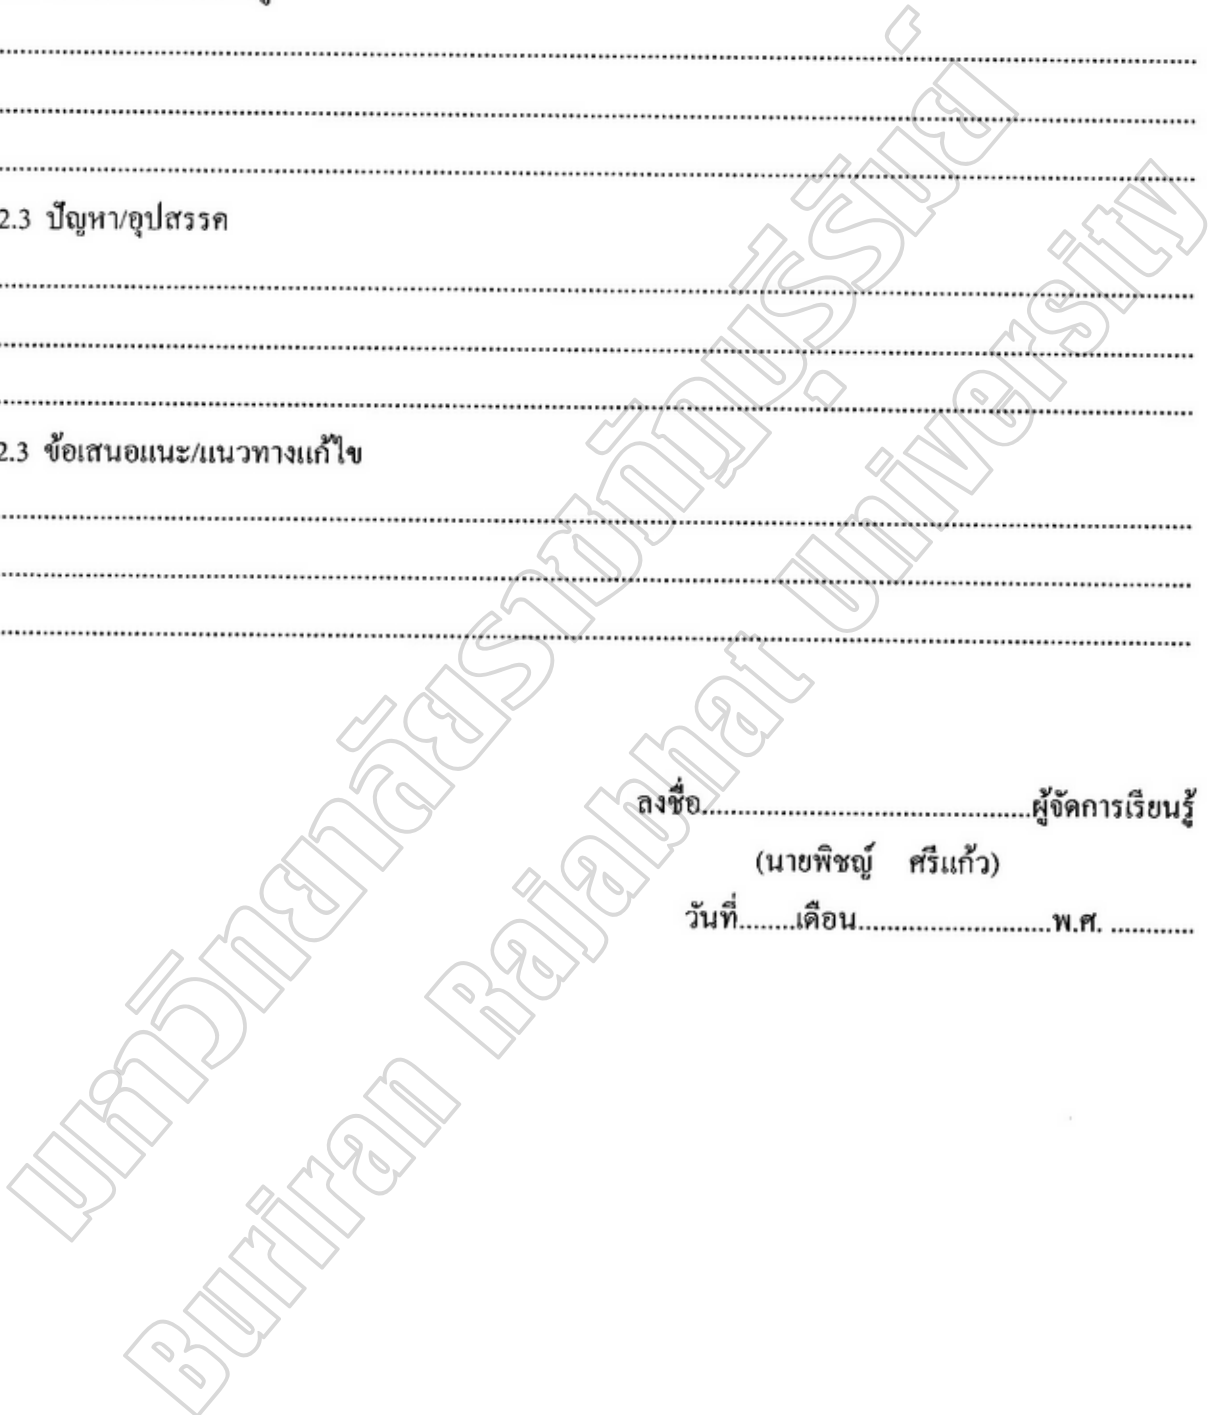 ........................................................................
........................................................................
........................................................................
2.3 ปัญหา/อุปสรรค
........................................................................
........................................................................
........................................................................
2.3 ข้อเสนอแนะ/แนวทางแก้ไข
........................................................................
........................................................................
........................................................................
ลงชื่อ..............................................ผู้จัดการเรียนรู้
(นายพิชญ์ ศรีแก้ว)
วันที่........เดือน...........................พ.ศ. ............
มหาวิทยาลัยราชภัฏบุรีรัมย์
Buriram Rajabhat University